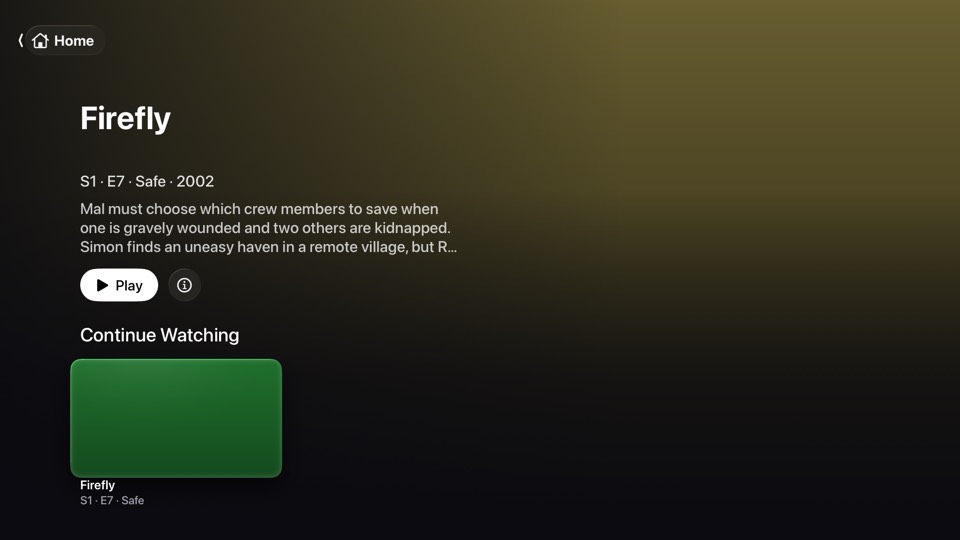 Home
Firefly
S1 · E7 · Safe · 2002
Mal must choose which crew members to save when
one is gravely wounded and two others are kidnapped.
Simon finds an uneasy haven in a remote village, but R...
Play
Continue Watching
Firefly
S1 · E7 · Safe